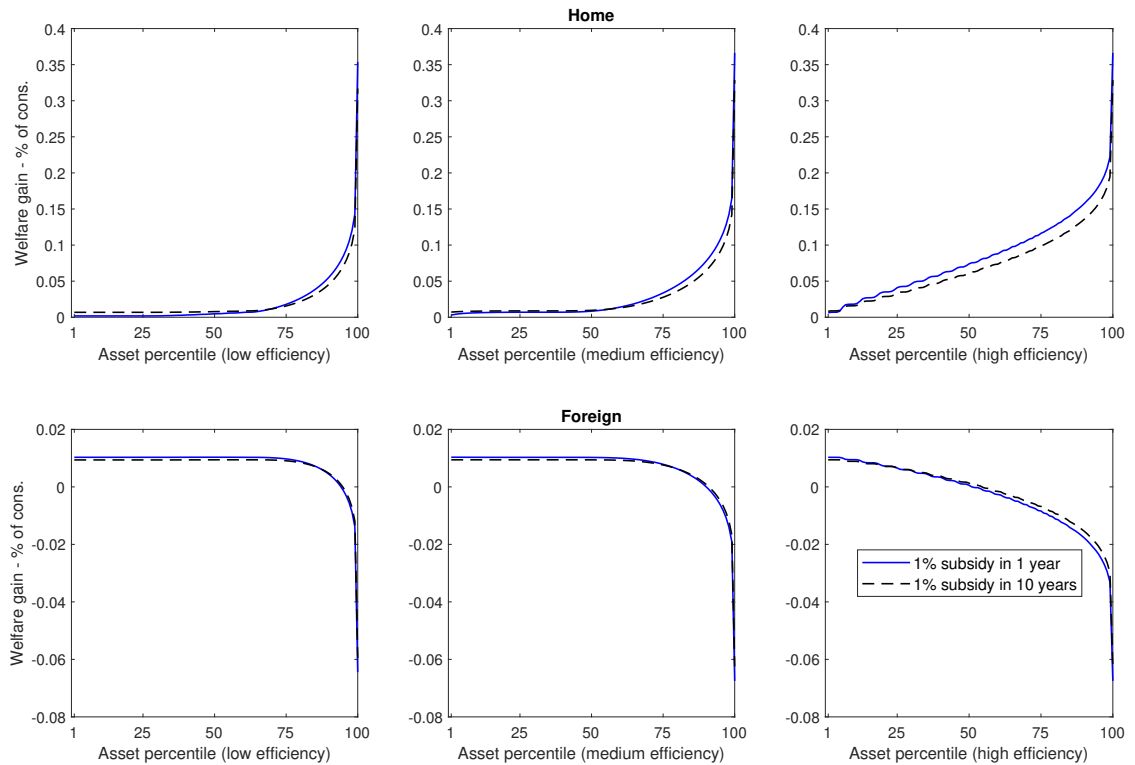 Home
Welfare gain - % of cons.
0.4
0.35
0.3
0.25
0.2
0.15
0.1
0.05
0
1 25 50 75 100
Asset percentile (low efficiency)
0.4
0.35
0.3
0.25
0.2
0.15
0.1
0.05
0
1 25 50 75 100
Asset percentile (medium efficiency)
0.4
0.35
0.3
0.25
0.2
0.15
0.1
0.05
0
1 25 50 75 100
Asset percentile (high efficiency)
Foreign
Welfare gain - % of cons.
0.02
0
-0.02
-0.04
-0.06
-0.08
1 25 50 75 100
Asset percentile (low efficiency)
0.02
0
-0.02
-0.04
-0.06
-0.08
1 25 50 75 100
Asset percentile (medium efficiency)
0.02
0
-0.02
-0.04
-0.06
-0.08
1% subsidy in 1 year
1% subsidy in 10 years
1 25 50 75 100
Asset percentile (high efficiency)